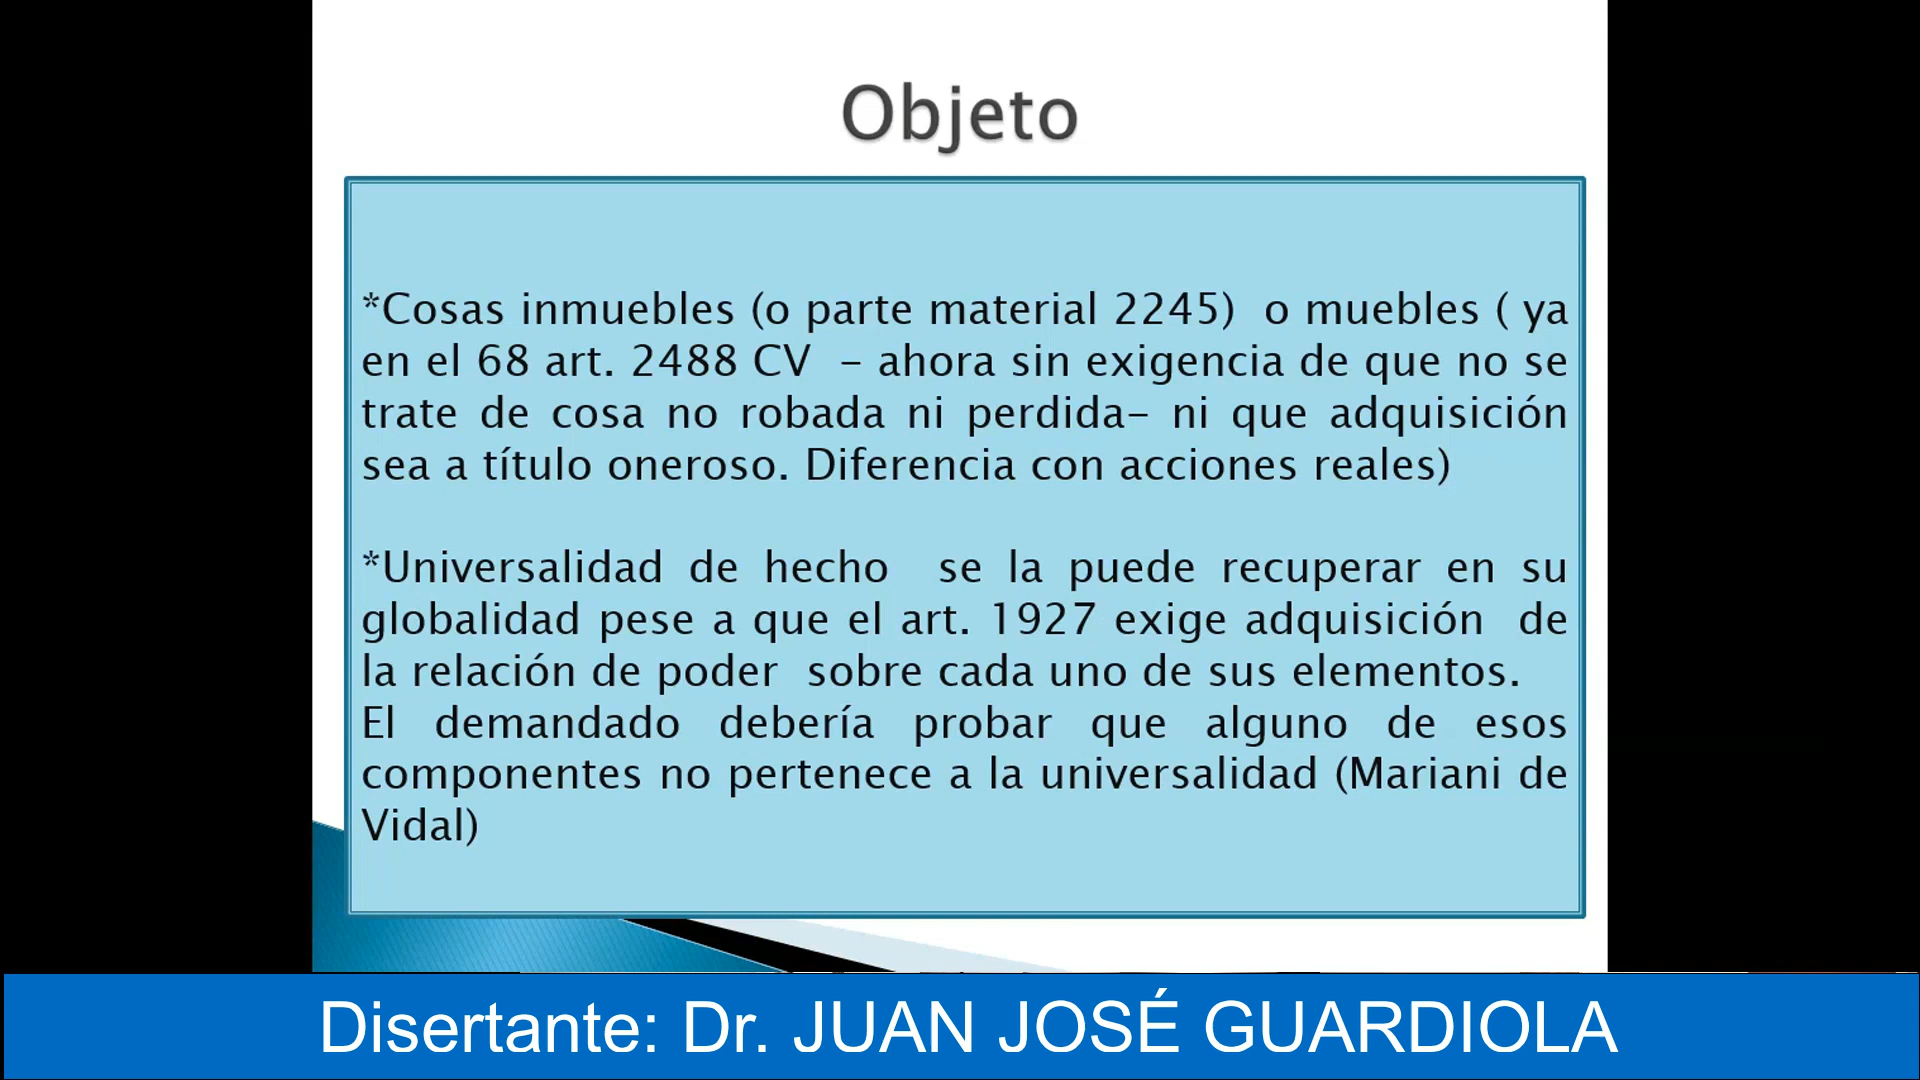 Objeto
*Cosas inmuebles (o parte material 2245) o muebles ( ya
en el 68 art. 2488 CV – ahora sin exigencia de que no se
trate de cosa no robada ni perdida– ni que adquisición
sea a título oneroso. Diferencia con acciones reales)
*Universalidad de hecho se la puede recuperar en su
globalidad pese a que el art. 1927 exige adquisición de
la relación de poder sobre cada uno de sus elementos.
El demandado debería probar que alguno de esos
componentes no pertenece a la universalidad (Mariani de
Vidal)
Disertante: Dr. JUAN JOSÉ GUARDIOLA